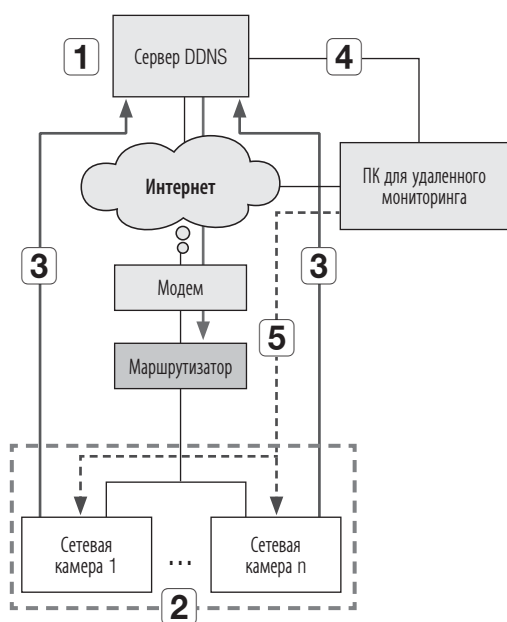 1
Сервер DDNS
4
Интернет
ПК для удаленного
мониторинга
3
3
Модем
5
Маршрутизатор
Сетевая
камера 1
...
Сетевая
камера n
2